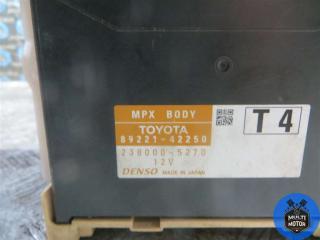 MPX BODY
TOYOTA
89221-42250
238000-5270
12V
DENSO MADE IN JAPAN
T4
MULTI
MOTOR